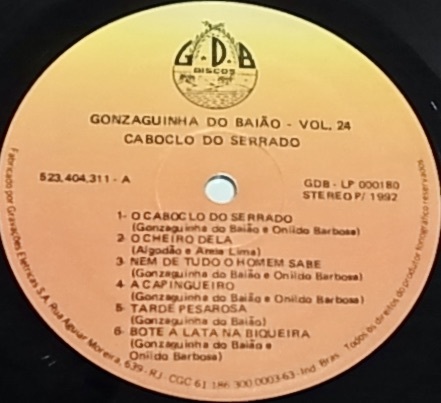 G·D·B
DISCOS
GONZAGUINHA DO BAIÃO - VOL. 24
CABOCLO DO SERRADO
523,404,311 - A
GDB - LP 000180
STEREO P/ 1992
1- O CABOCLO DO SERRADO
(Gonzaguinha do Baião e Onildo Barbosa)
2- O CHEIRO DELA
(Algodão e Areia Lima)
3- NEM DE TUDO O HOMEM SABE
(Gonzaguinha do Baião e Onildo Barbosa)
4- A CAPINGUEIRO
(Gonzaguinha do Baião e Onildo Barbosa)
5- TARDE PESAROSA
(Gonzaguinha do Baião)
6- BOTE A LATA NA BIQUEIRA
(Gonzaguinha do Baião e
Onildo Barbosa)
Fabricado por Gravações Elétricas S.A. Rua Aguiar Moreira, 639 - RJ - CGC 61 186 300 0003-63 - Ind. Bras. Todos os direitos do produtor fonográfico reservados